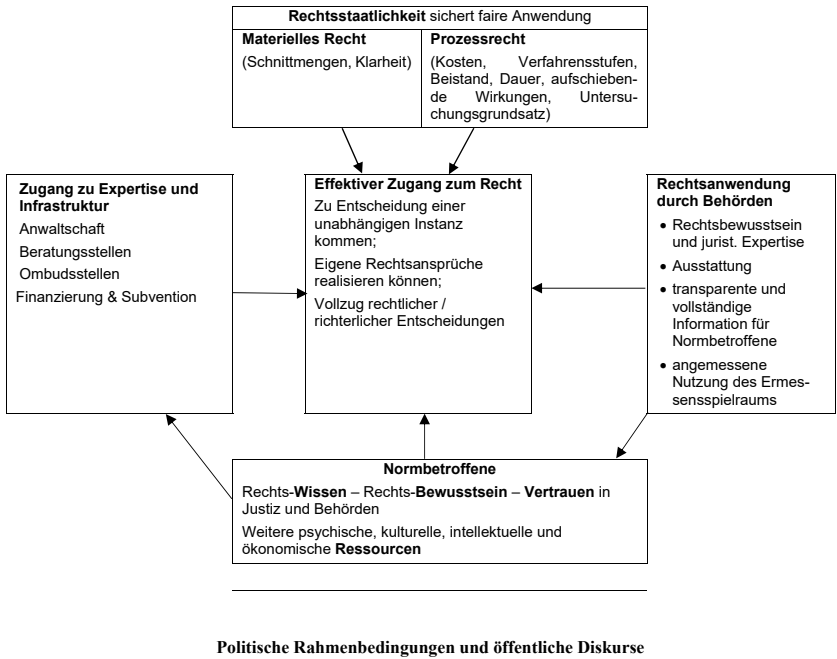 Rechtsstaatlichkeit sichert faire Anwendung
Materielles Recht
(Schnittmengen, Klarheit)
Prozessrecht
(Kosten, Verfahrensstufen,
Beistand, Dauer, aufschieben-
de Wirkungen, Untersu-
chungsgrundsatz)
Zugang zu Expertise und
Infrastruktur
Anwaltschaft
Beratungsstellen
Ombudsstellen
Finanzierung & Subvention
Effektiver Zugang zum Recht
Zu Entscheidung einer
unabhängigen Instanz
kommen;
Eigene Rechtsansprüche
realisieren können;
Vollzug rechtlicher /
richterlicher Entscheidungen
Rechtsanwendung
durch Behörden
• Rechtsbewusstsein
und jurist. Expertise
• Ausstattung
• transparente und
vollständige
Information für
Normbetroffene
• angemessene
Nutzung des Ermes-
sensspielraums
Normbetroffene
Rechts-Wissen – Rechts-Bewusstsein – Vertrauen in
Justiz und Behörden
Weitere psychische, kulturelle, intellektuelle und
ökonomische Ressourcen
Politische Rahmenbedingungen und öffentliche Diskurse